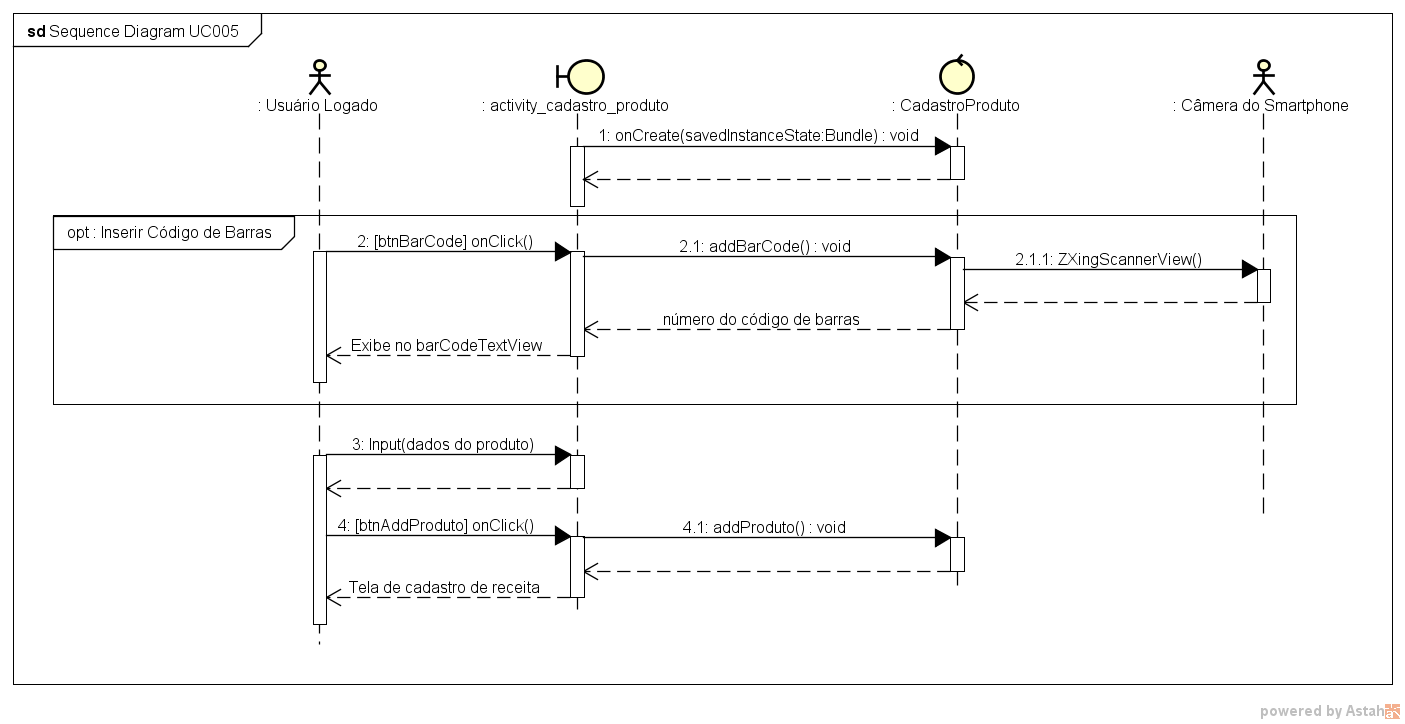 sd Sequence Diagram UC005
: Usuário Logado
: activity_cadastro_produto
: CadastroProduto
: Câmera do Smartphone
1: onCreate(savedInstanceState:Bundle) : void
opt : Inserir Código de Barras
2: [btnBarCode] onClick()
2.1: addBarCode() : void
2.1.1: ZXingScannerView()
número do código de barras
Exibe no barCodeTextView
3: Input(dados do produto)
4: [btnAddProduto] onClick()
4.1: addProduto() : void
Tela de cadastro de receita
powered by Astah